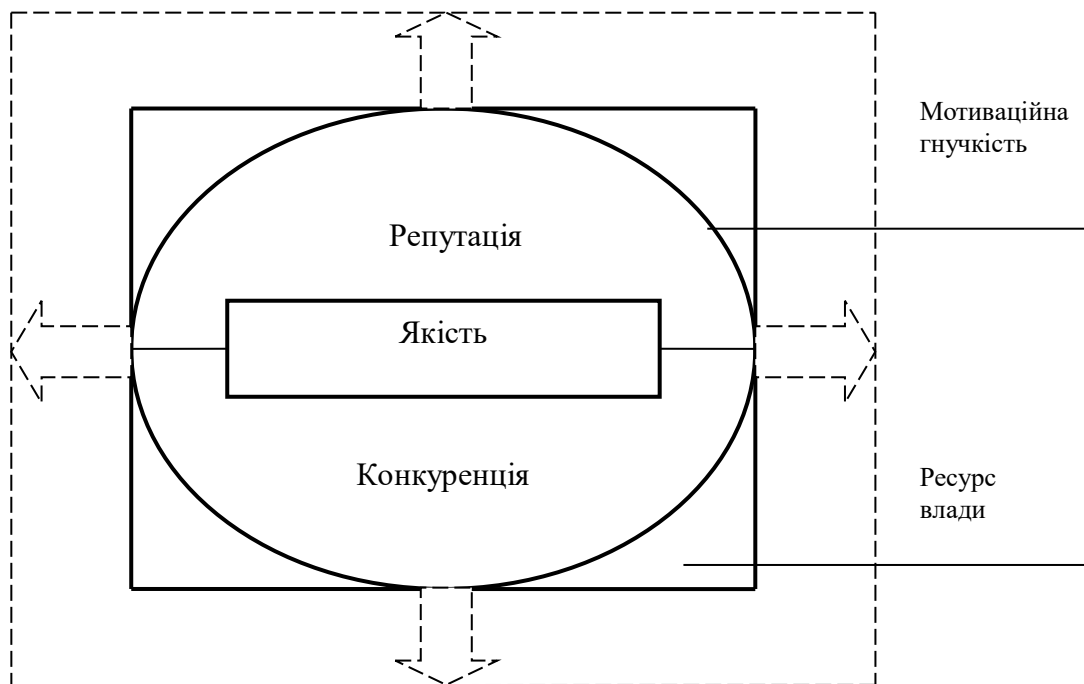 Мотиваційна
гнучкість
Репутація
Якість
Конкуренція
Ресурс
влади